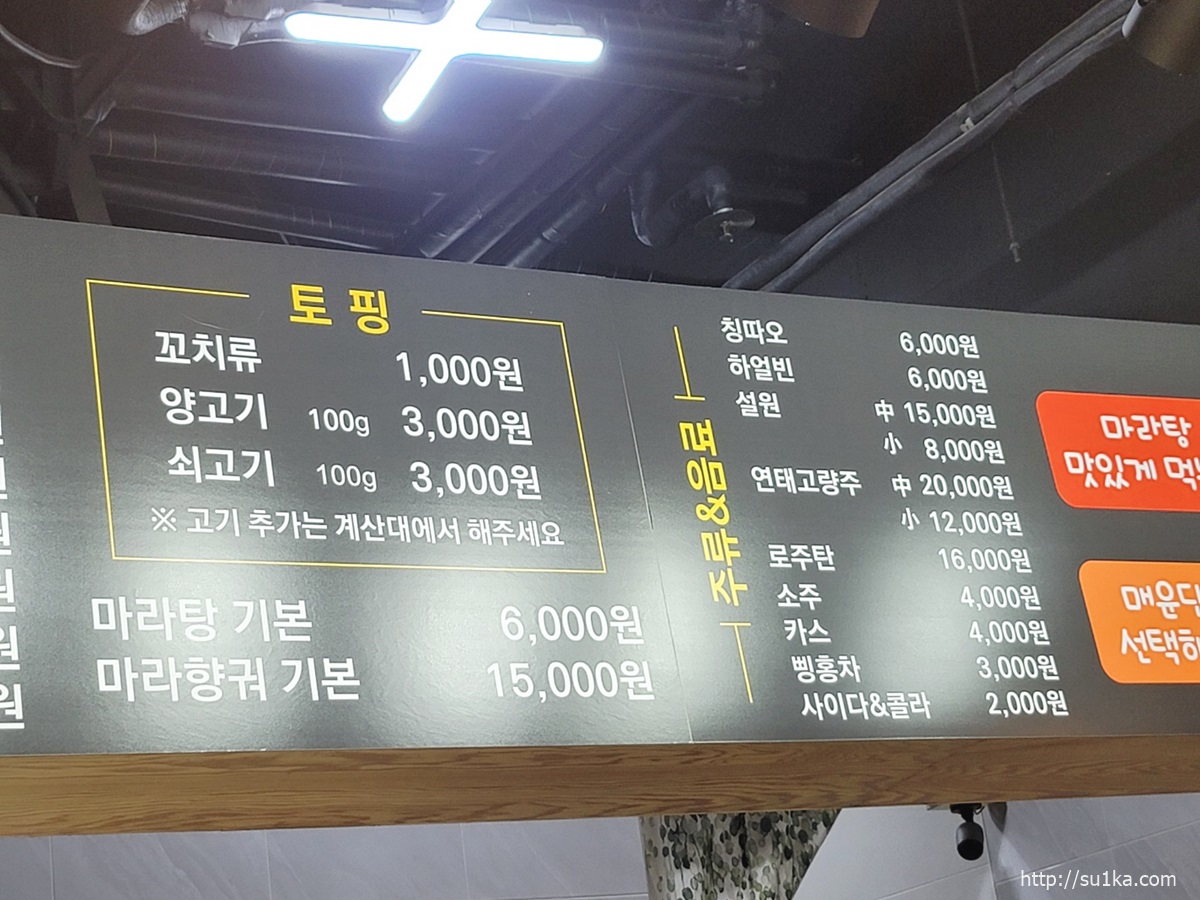 토핑
꼬치류 1,000원
양고기 100g 3,000원
쇠고기 100g 3,000원
※ 고기 추가는 계산대에서 해주세요
마라탕 기본 6,000원
마라향궈 기본 15,000원
주류&음료
칭따오 6,000원
하얼빈 6,000원
설원 中 15,000원
小 8,000원
연태고량주 中 20,000원
小 12,000원
로주탄 16,000원
소주 4,000원
카스 4,000원
삥홍차 3,000원
사이다&콜라 2,000원
마라탕
맛있게
http://su1ka.com